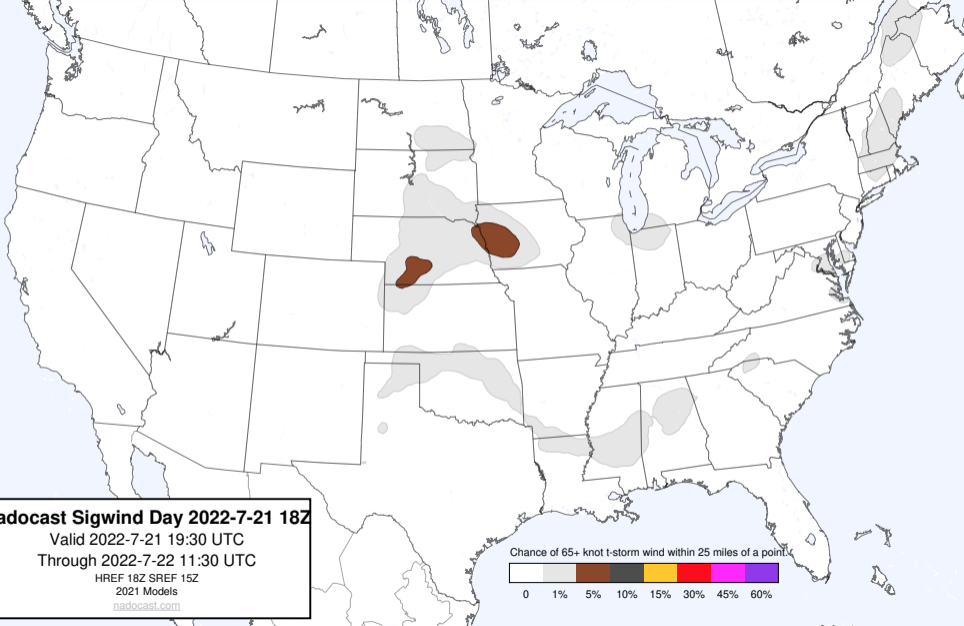 adocast Sigwind Day 2022-7-21 18Z
Valid 2022-7-21 19:30 UTC
Through 2022-7-22 11:30 UTC
HREF 18Z SREF 15Z
2021 Models
nadocast.com
Chance of 65+ knot t-storm wind within 25 miles of a point.
0 1% 5% 10% 15% 30% 45% 60%